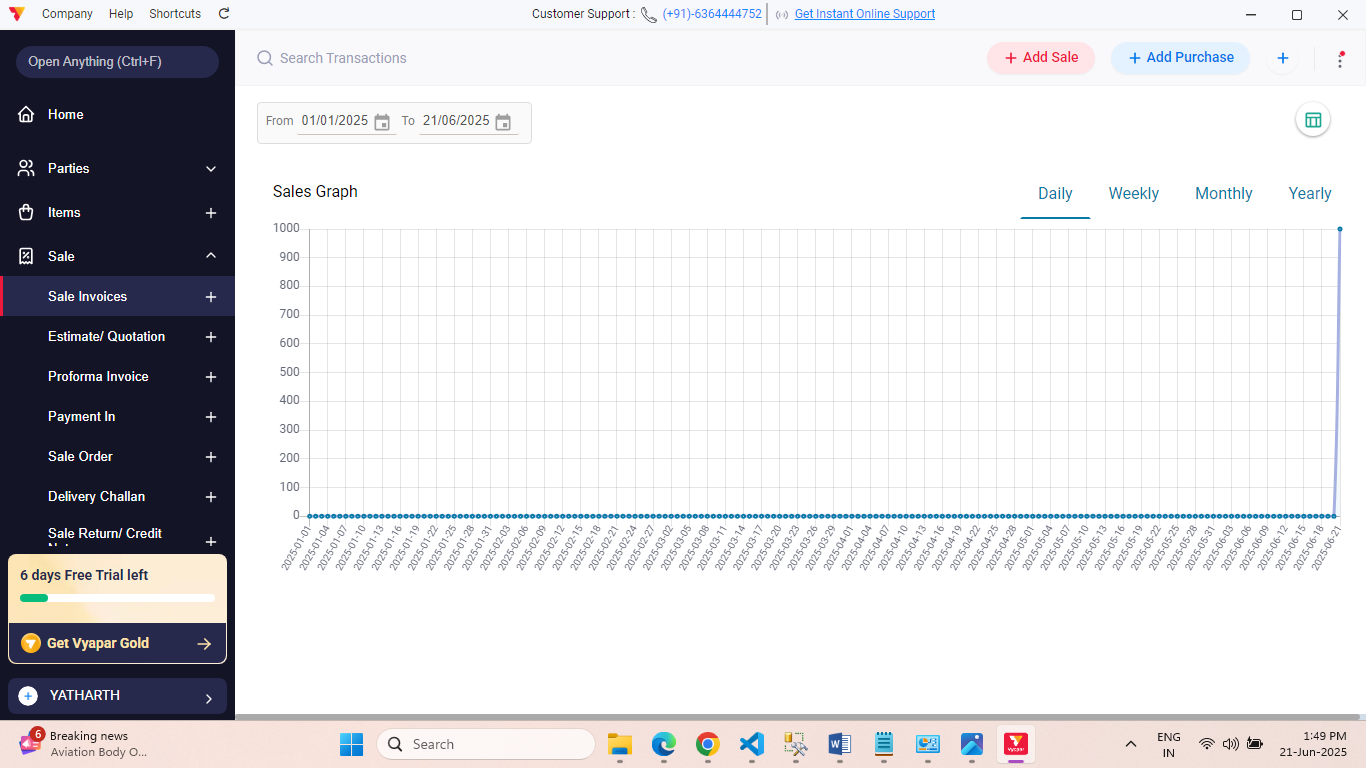 Company Help Shortcuts
Customer Support : (+91)-6364444752 Get Instant Online Support
Open Anything (Ctrl+F)
Home
Parties
Items
Sale
Sale Invoices
Estimate/ Quotation
Proforma Invoice
Payment In
Sale Order
Delivery Challan
Sale Return/ Credit
6 days Free Trial left
Get Vyapar Gold
YATHARTH
Search Transactions
+ Add Sale
+ Add Purchase
From 01/01/2025 To 21/06/2025
Sales Graph
Daily Weekly Monthly Yearly
1000
900
800
700
600
500
400
300
200
100
0
2025-01-01
2025-01-04
2025-01-07
2025-01-10
2025-01-13
2025-01-16
2025-01-19
2025-01-22
2025-01-25
2025-01-28
2025-01-31
2025-02-03
2025-02-06
2025-02-09
2025-02-12
2025-02-15
2025-02-18
2025-02-21
2025-02-24
2025-02-27
2025-03-02
2025-03-05
2025-03-08
2025-03-11
2025-03-14
2025-03-17
2025-03-20
2025-03-23
2025-03-26
2025-03-29
2025-04-01
2025-04-04
2025-04-07
2025-04-10
2025-04-13
2025-04-16
2025-04-19
2025-04-22
2025-04-25
2025-04-28
2025-05-01
2025-05-04
2025-05-07
2025-05-10
2025-05-13
2025-05-16
2025-05-19
2025-05-22
2025-05-25
2025-05-28
2025-05-31
2025-06-03
2025-06-06
2025-06-09
2025-06-12
2025-06-15
2025-06-18
2025-06-21
6
Breaking news
Aviation Body O...
Search
Vyapar
ENG
IN
1:49 PM
21-Jun-2025